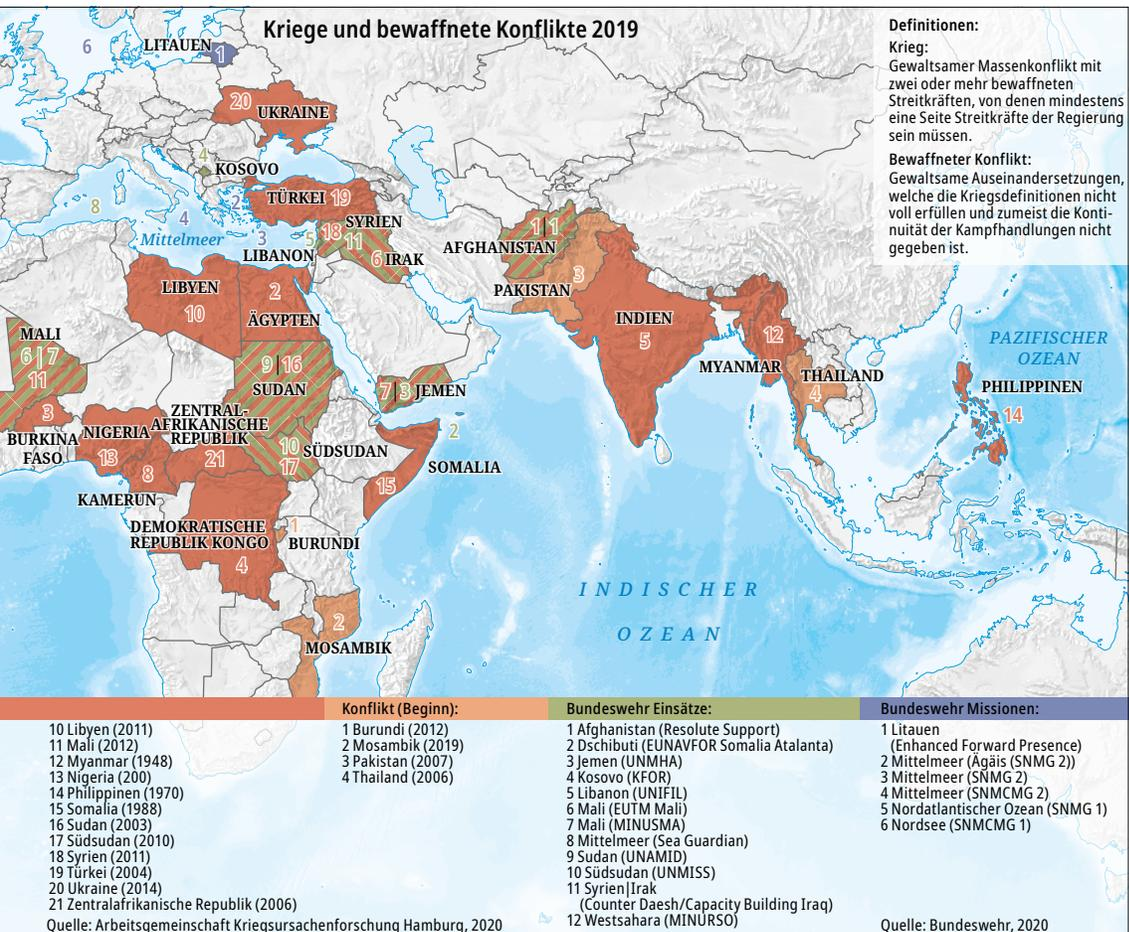 Kriege und bewaffnete Konflikte 2019
Definitionen:
Krieg:
Gewaltsamer Massenkonflikt mit
zwei oder mehr bewaffneten
Streitkräften, von denen mindestens
eine Seite Streitkräfte der Regierung
sein müssen.
Bewaffneter Konflikt:
Gewaltsame Auseinandersetzungen,
welche die Kriegsdefinitionen nicht
voll erfüllen und zumeist die Konti-
nuität der Kampfhandlungen nicht
gegeben ist.
6
LITAUEN 1
20
UKRAINE
4
KOSOVO
8
4
2
TÜRKEI 19
Mittelmeer
3
5
SYRIEN
18 11
LIBANON
6 IRAK
1|1
AFGHANISTAN
3
PAKISTAN
LIBYEN
10
2
ÄGYPTEN
INDIEN
5
12
MYANMAR
THAILAND
4
PAZIFISCHER
OZEAN
PHILIPPINEN
14
MALI
6|7
11
3
BURKINA
FASO
9|16
SUDAN
7|3 JEMEN
2
NIGERIA
13
ZENTRAL-
AFRIKANISCHE
REPUBLIK
21
10
17
SÜDSUDAN
8
KAMERUN
SOMALIA
15
DEMOKRATISCHE
REPUBLIK KONGO
4
1
BURUNDI
INDISCHER
OZEAN
2
MOSAMBIK
10 Libyen (2011)
11 Mali (2012)
12 Myanmar (1948)
13 Nigeria (200)
14 Philippinen (1970)
15 Somalia (1988)
16 Sudan (2003)
17 Südsudan (2010)
18 Syrien (2011)
19 Türkei (2004)
20 Ukraine (2014)
21 Zentralafrikanische Republik (2006)
Quelle: Arbeitsgemeinschaft Kriegsursachenforschung Hamburg, 2020
Konflikt (Beginn):
1 Burundi (2012)
2 Mosambik (2019)
3 Pakistan (2007)
4 Thailand (2006)
Bundeswehr Einsätze:
1 Afghanistan (Resolute Support)
2 Dschibuti (EUNAVFOR Somalia Atalanta)
3 Jemen (UNMHA)
4 Kosovo (KFOR)
5 Libanon (UNIFIL)
6 Mali (EUTM Mali)
7 Mali (MINUSMA)
8 Mittelmeer (Sea Guardian)
9 Sudan (UNAMID)
10 Südsudan (UNMISS)
11 Syrien|Irak
(Counter Daesh/Capacity Building Iraq)
12 Westsahara (MINURSO)
Bundeswehr Missionen:
1 Litauen
(Enhanced Forward Presence)
2 Mittelmeer (Ägäis (SNMG 2))
3 Mittelmeer (SNMG 2)
4 Mittelmeer (SNMCMG 2)
5 Nordatlantischer Ozean (SNMG 1)
6 Nordsee (SNMCMG 1)
Quelle: Bundeswehr, 2020